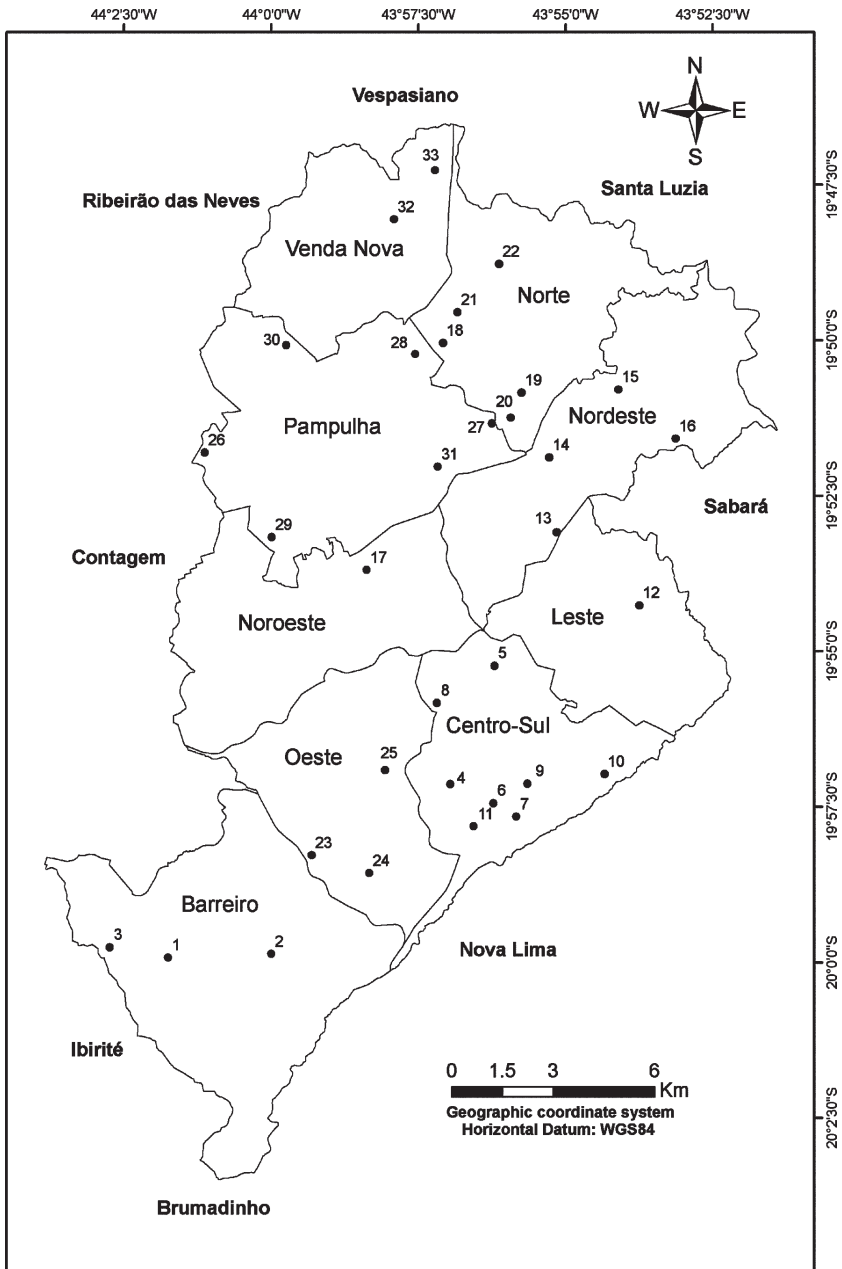 44°2'30"W 44°0'0"W 43°57'30"W 43°55'0"W 43°52'30"W
N
W E
S
Vespasiano
33
19°47'30"S
Santa Luzia
Ribeirão das Neves
32
Venda Nova
22
Norte
21
18
30
28
19°50'0"S
19
15
20
Nordeste
27
Pampulha
16
26
14
31
19°52'30"S
Sabará
13
29
Contagem
17
12
Noroeste
Leste
19°55'0"S
5
8
Centro-Sul
Oeste
25
10
9
4
6
7
11
19°57'30"S
23
24
Barreiro
3
1
2
Nova Lima
20°0'0"S
Ibirité
0 1.5 3 6
Km
Geographic coordinate system
Horizontal Datum: WGS84
20°2'30"S
Brumadinho